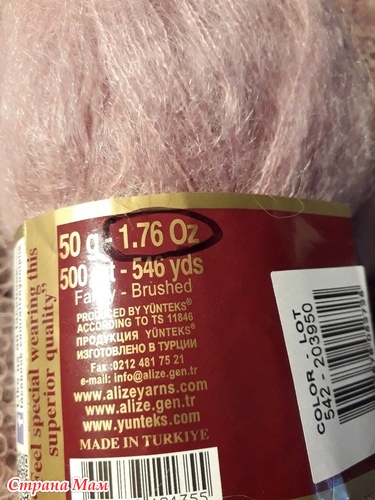 50 g - 1.76 Oz
500 - 546 yds
Fancy - Brushed
PRODUCED BY YÜNTEKS®
ACCORDING TO TS 11846
ПРОДУКЦИЯ YÜNTEKS®
ИЗГОТОВЛЕНО В ТУРЦИИ
Fax :0212 481 75 21
e-mail: info@alize.gen.tr
www.alizeyarns.com
www.alize.gen.tr
www.yunteks.com
MADE IN TURKIYE
feel special wearing this
superior quality"
COLOR - LOT
542 - 203950
Страна Мам